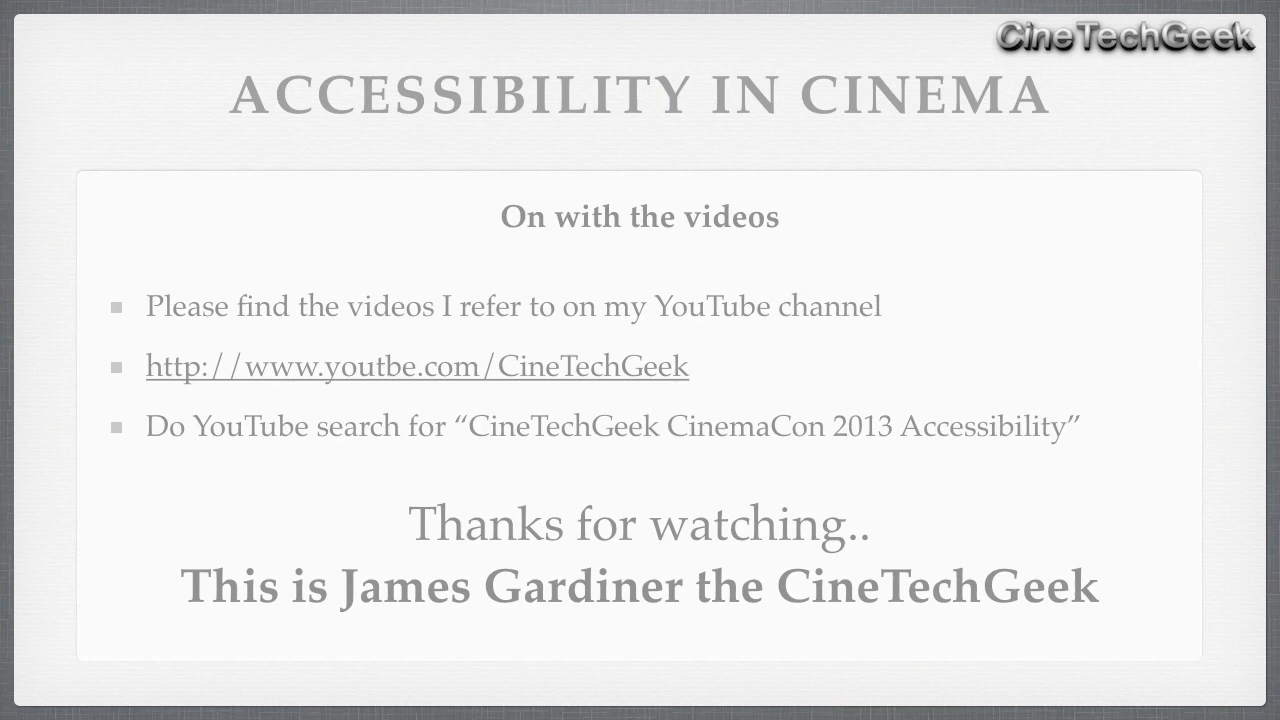 CineTechGeek
ACCESSIBILITY IN CINEMA
On with the videos
Please find the videos I refer to on my YouTube channel
http://www.youtbe.com/CineTechGeek
Do YouTube search for “CineTechGeek CinemaCon 2013 Accessibility”
Thanks for watching..
This is James Gardiner the CineTechGeek